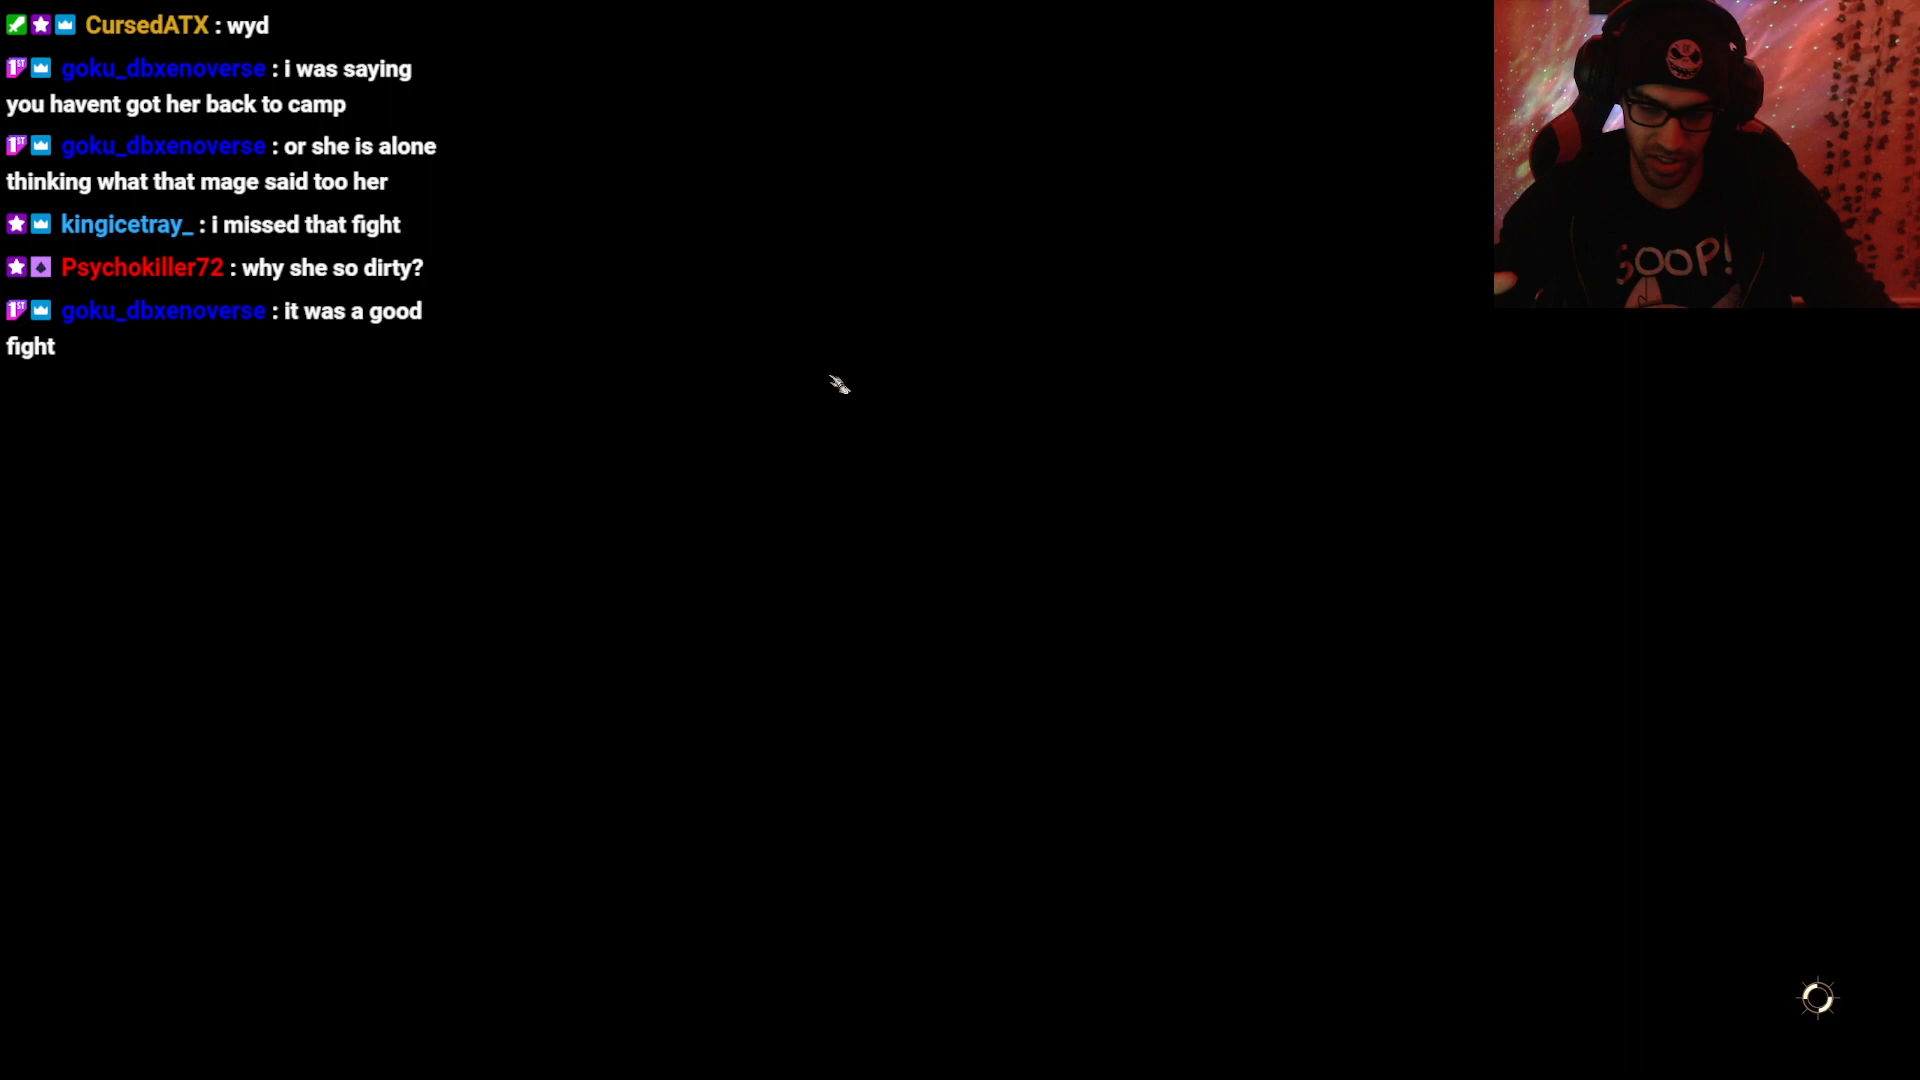 CursedATX : wyd
goku_dbxenoverse : i was saying
you havent got her back to camp
goku_dbxenoverse : or she is alone
thinking what that mage said too her
kingicetray_ : i missed that fight
Psychokiller72 : why she so dirty?
goku_dbxenoverse : it was a good
fight
GOOP!